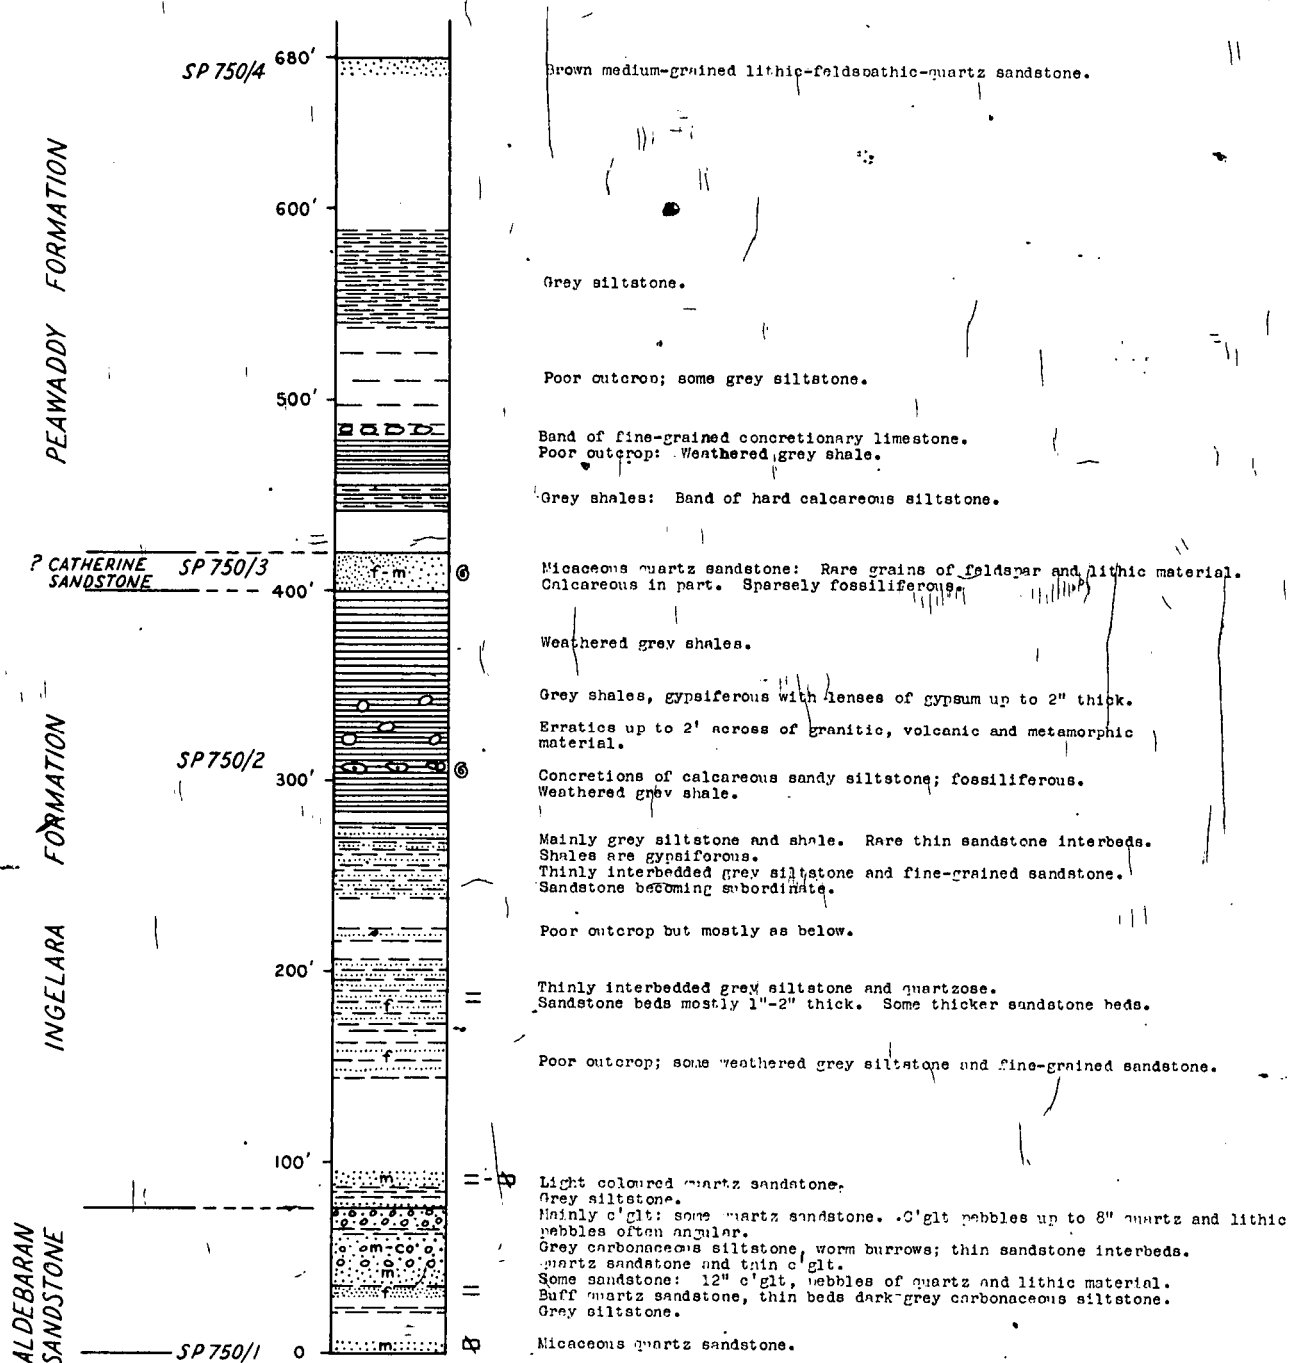 680'
SP 750/4
Brown medium-grained lithic-feldspathic-quartz sandstone.
PEAWADDY FORMATION
600'
Grey siltstone.
Poor outcrop; some grey siltstone.
500'
Band of fine-grained concretionary limestone.
Poor outcrop: Weathered grey shale.
Grey shales: Band of hard calcareous siltstone.
? CATHERINE SANDSTONE
SP 750/3
f-m
Micaceous quartz sandstone: Rare grains of feldspar and lithic material.
Calcareous in part. Sparsely fossiliferous.
400'
Weathered grey shales.
Grey shales, gypsiferous with lenses of gypsum up to 2" thick.
Erratics up to 2' across of granitic, volcanic and metamorphic
material.
INGELARA FORMATION
SP 750/2
300'
Concretions of calcareous sandy siltstone; fossiliferous.
Weathered grey shale.
Mainly grey siltstone and shale. Rare thin sandstone interbeds.
Shales are gypsiforous.
Thinly interbedded grey siltstone and fine-grained sandstone.
Sandstone becoming subordinate.
Poor outcrop but mostly as below.
200'
Thinly interbedded grey siltstone and quartzose.
Sandstone beds mostly 1"-2" thick. Some thicker sandstone beds.
f
f
Poor outcrop; some weathered grey siltstone and fine-grained sandstone.
100'
m
Light coloured quartz sandstone.
Grey siltstone.
Mainly c'glt: some quartz sandstone. C'glt pebbles up to 8" quartz and lithic
pebbles often angular.
ALDEBARAN SANDSTONE
m-co
Grey carbonaceous siltstone, worm burrows; thin sandstone interbeds.
m
quartz sandstone and thin c'glt.
Some sandstone: 12" c'glt, pebbles of quartz and lithic material.
f
Buff quartz sandstone, thin beds dark-grey carbonaceous siltstone.
Grey siltstone.
SP 750/1
0
m
Micaceous quartz sandstone.